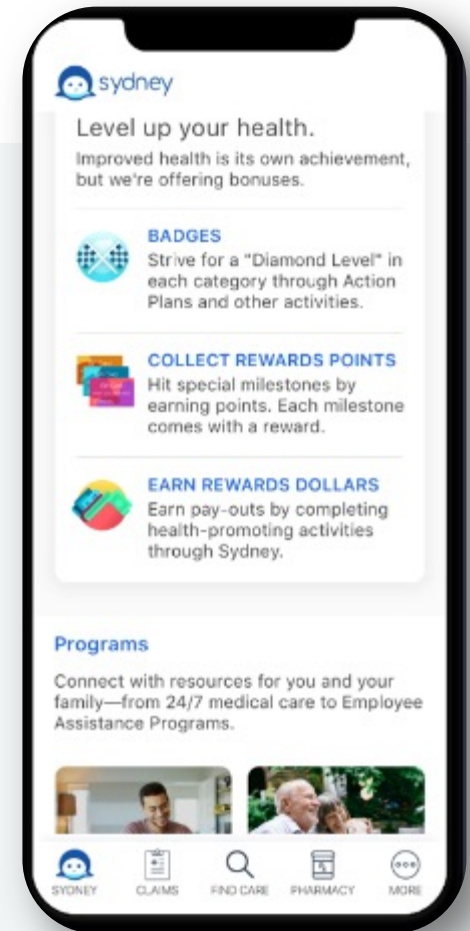 sydney
Level up your health.
Improved health is its own achievement,
but we're offering bonuses.
BADGES
Strive for a "Diamond Level" in
each category through Action
Plans and other activities.
COLLECT REWARDS POINTS
Hit special milestones by
earning points. Each milestone
comes with a reward.
EARN REWARDS DOLLARS
Earn pay-outs by completing
health-promoting activities
through Sydney.
Programs
Connect with resources for you and your
family—from 24/7 medical care to Employee
Assistance Programs.
SYDNEY CLAIMS FIND CARE PHARMACY MORE